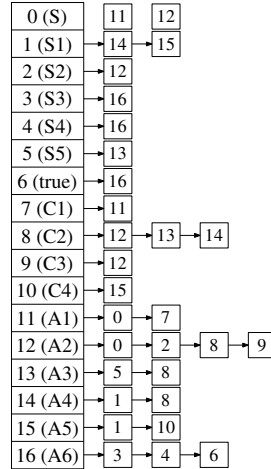 0 (S) 11 12
1 (S1) 14 15
2 (S2) 12
3 (S3) 16
4 (S4) 16
5 (S5) 13
6 (true) 16
7 (C1) 11
8 (C2) 12 13 14
9 (C3) 12
10 (C4) 15
11 (A1) 0 7
12 (A2) 0 2 8 9
13 (A3) 5 8
14 (A4) 1 8
15 (A5) 1 10
16 (A6) 3 4 6